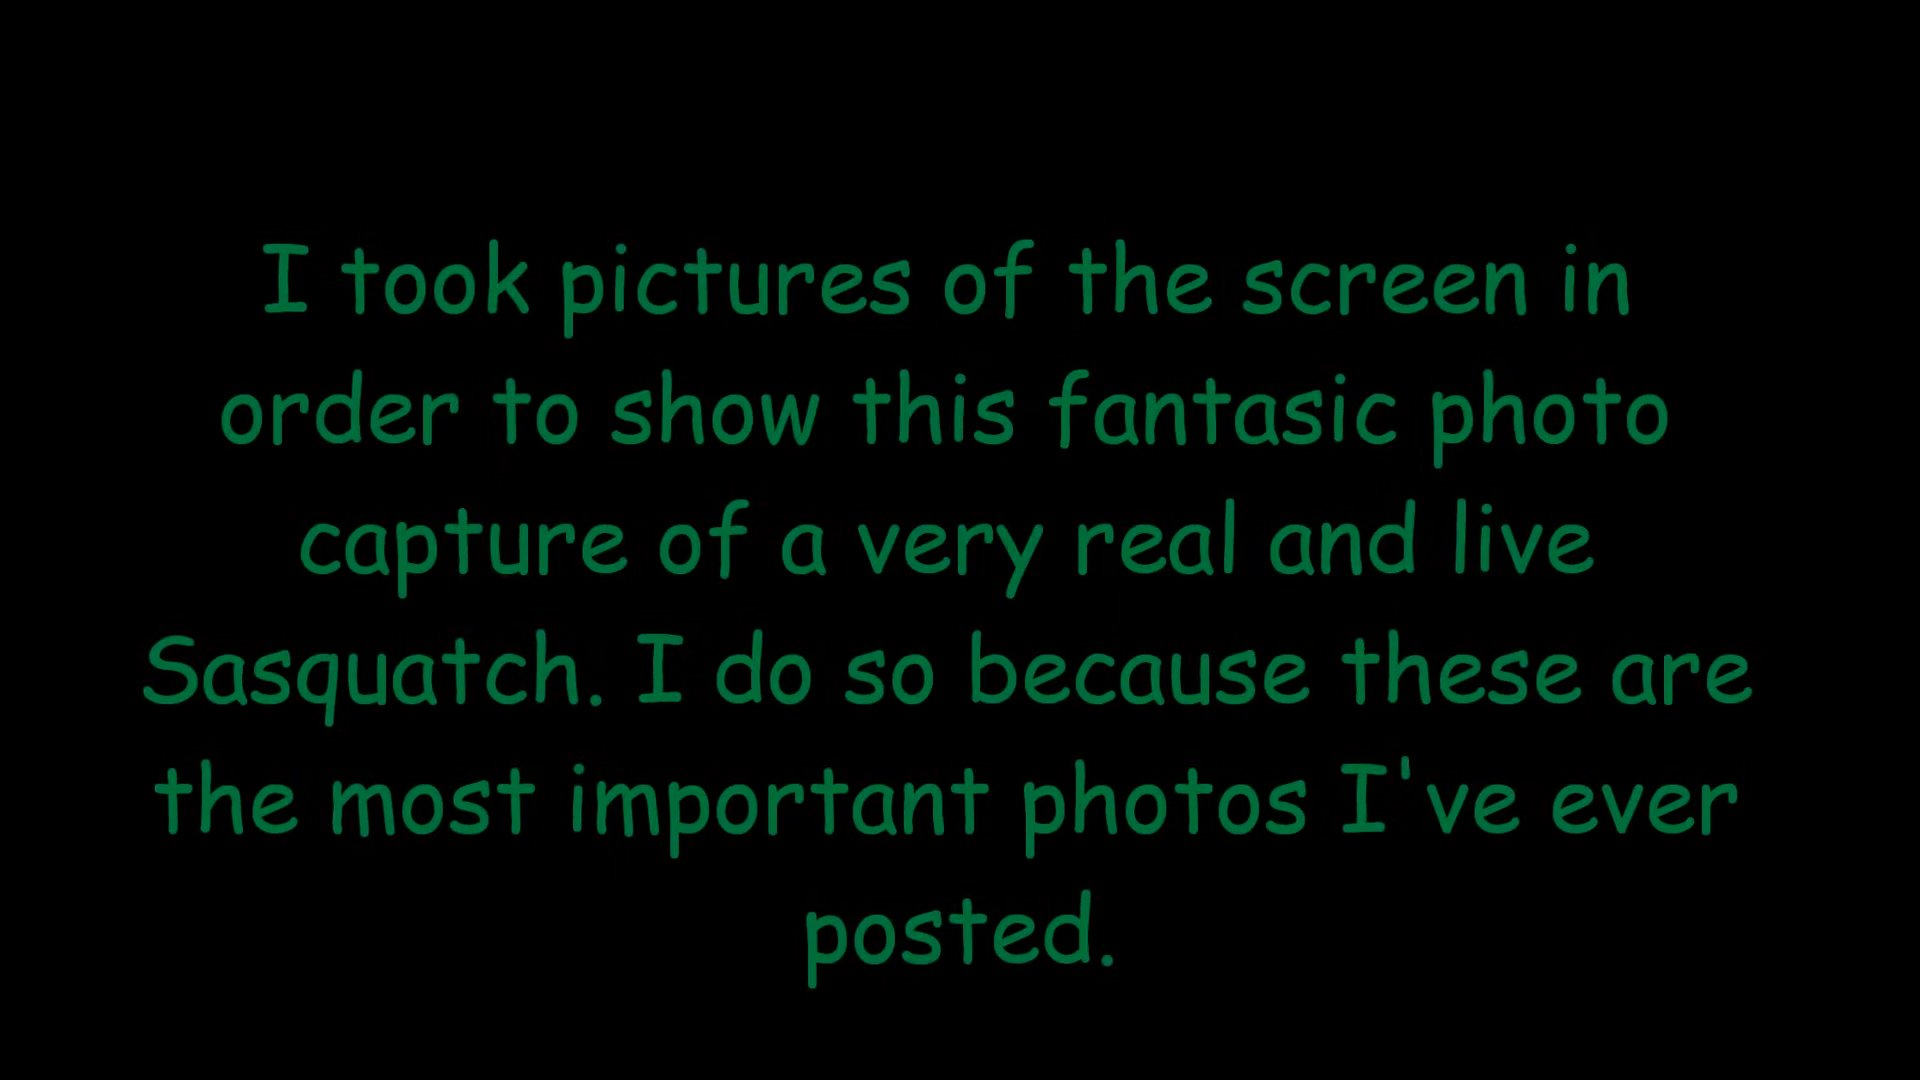 I took pictures of the screen in
order to show this fantasic photo
capture of a very real and live
Sasquatch. I do so because these are
the most important photos I've ever
posted.